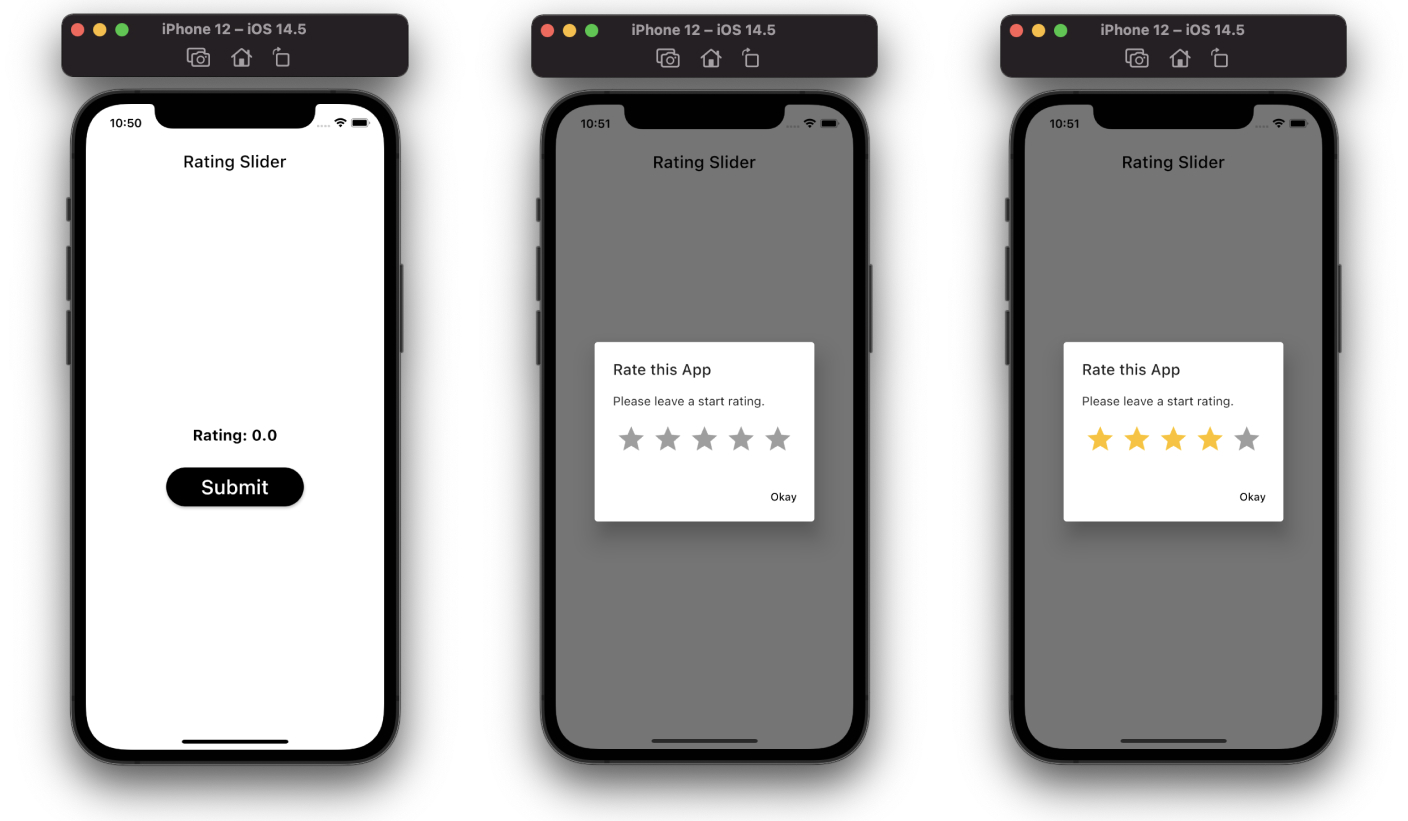 iPhone 12 – iOS 14.5
10:50
Rating Slider
Rating: 0.0
Submit
iPhone 12 – iOS 14.5
10:51
Rating Slider
Rate this App
Please leave a start rating.
Okay
iPhone 12 – iOS 14.5
10:51
Rating Slider
Rate this App
Please leave a start rating.
Okay